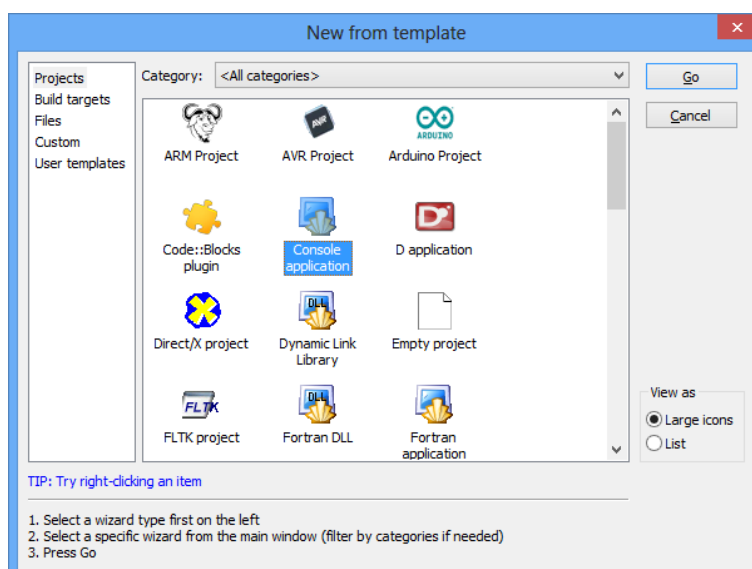 New from template
Projects
Build targets
Files
Custom
User templates
Category:
<All categories>
Go
Cancel
AVR
ARDUINO
ARM Project
AVR Project
Arduino Project
D
Code::Blocks
plugin
Console
application
D application
DLL
Direct/X project
Dynamic Link
Library
Empty project
FLTK
DLL
FLTK project
Fortran DLL
Fortran
application
View as
Large icons
List
TIP: Try right-clicking an item
1. Select a wizard type first on the left
2. Select a specific wizard from the main window (filter by categories if needed)
3. Press Go